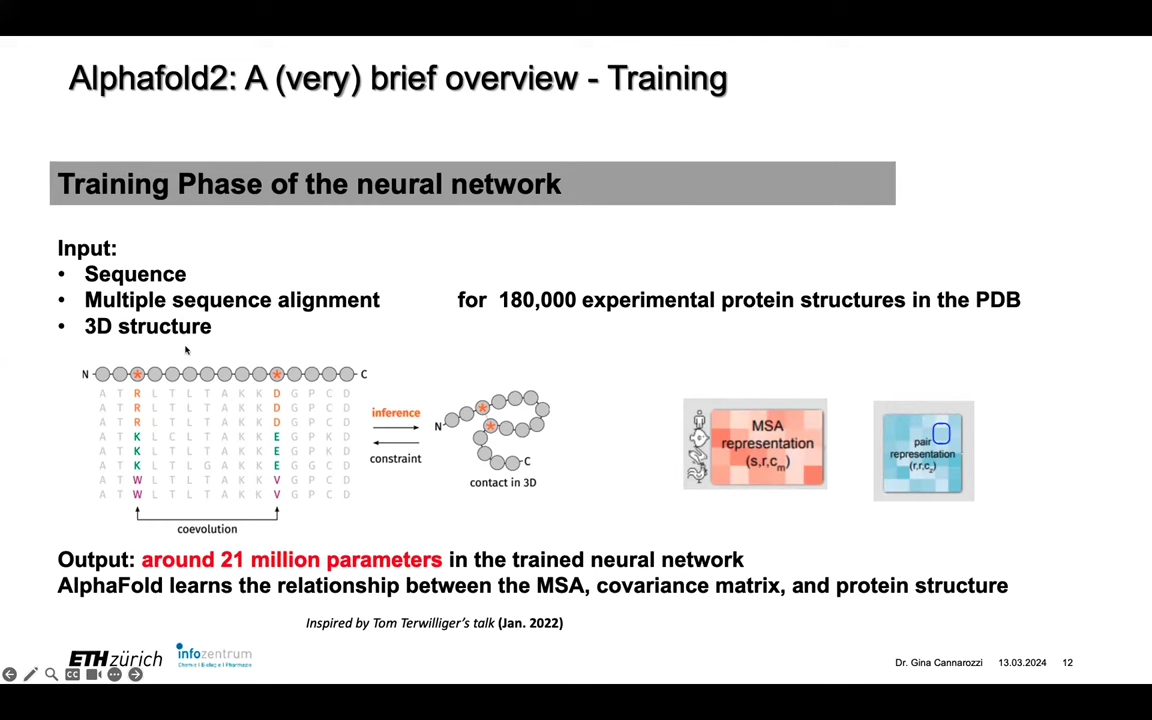 Alphafold2: A (very) brief overview - Training
Training Phase of the neural network
Input:
• Sequence
• Multiple sequence alignment
for 180,000 experimental protein structures in the PDB
• 3D structure
N C
A T R L T L T A K K D G P C D
A T R L T L T A K K D G P C D
A T R L T L T A K K D G P C D
A T K L C L T A K K E G P K D
A T K L T L T A K K E G P K D
A T K L T L G A K K E G G C D
A T W L T L T A K K V G P C D
A T W L T L T A K K V G P C D
coevolution
inference
constraint
N
C
contact in 3D
MSA
representation
(s,r,cm)
pair
representation
(r,r,cz)
Output: around 21 million parameters in the trained neural network
AlphaFold learns the relationship between the MSA, covariance matrix, and protein structure
Inspired by Tom Terwilliger's talk (Jan. 2022)
ETH zürich
infozentrum
Chemie | Biologie | Pharmazie
Dr. Gina Cannarozzi 13.03.2024 12